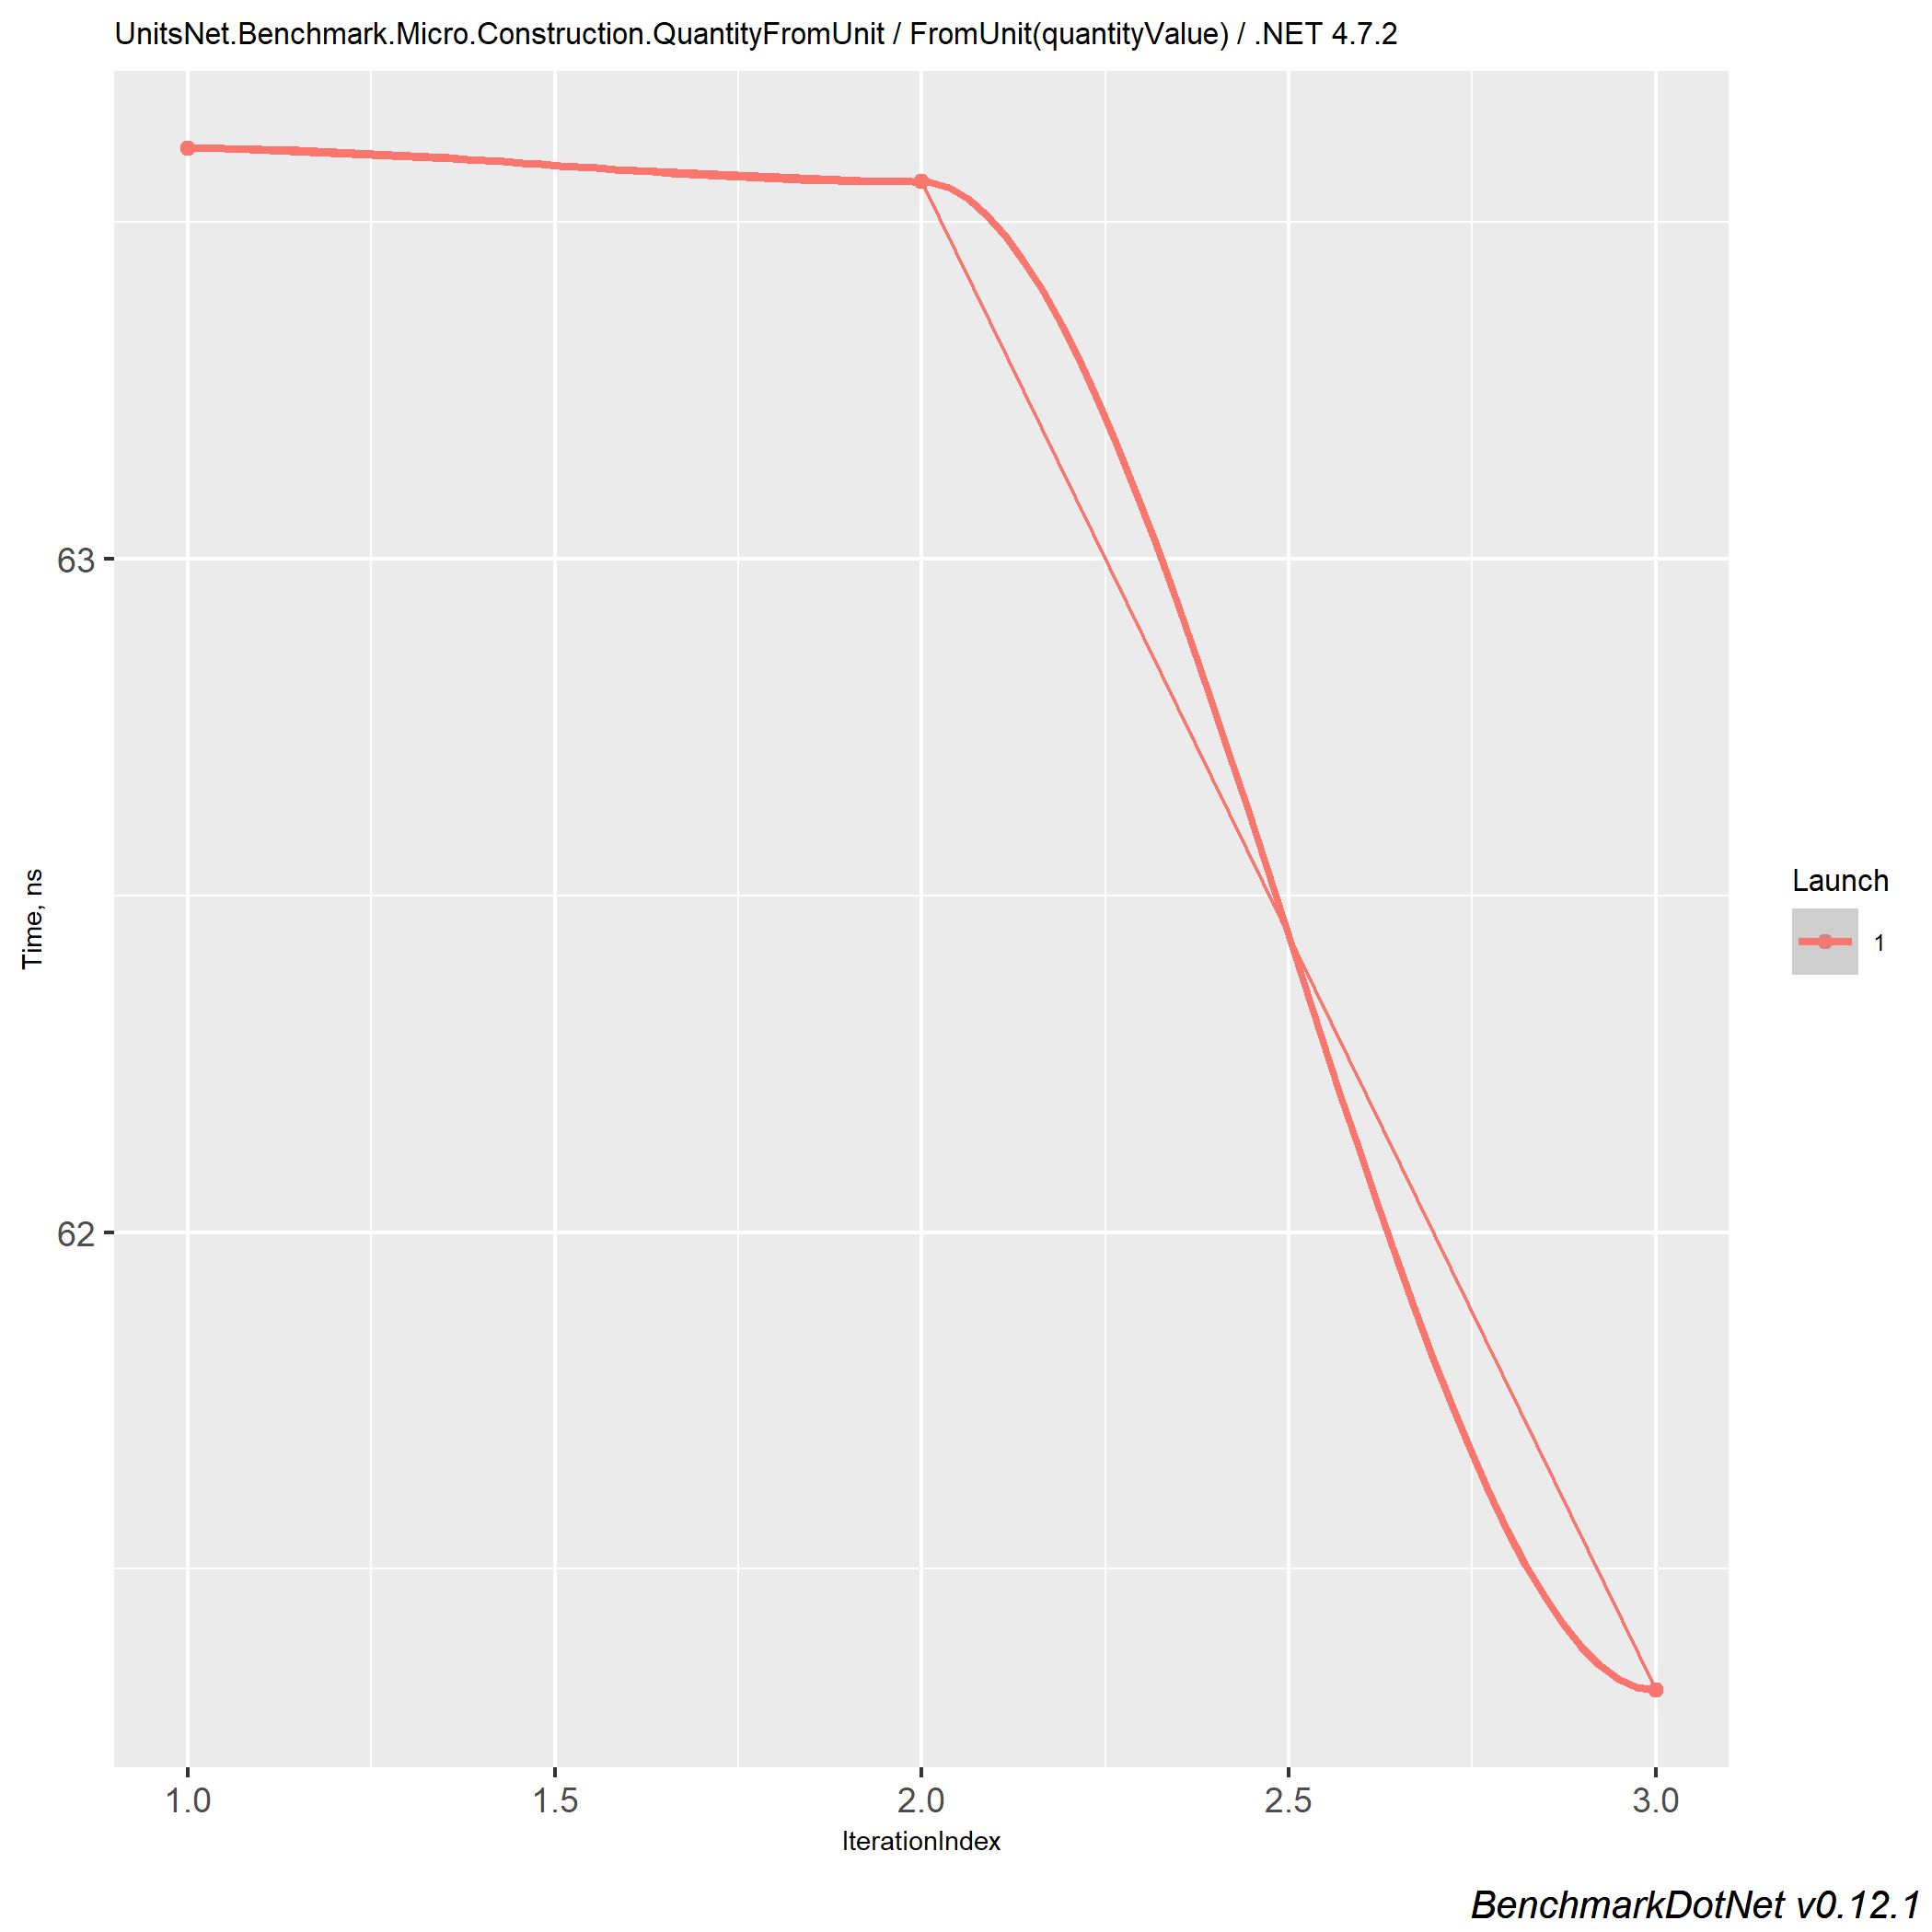 UnitsNet.Benchmark.Micro.Construction.QuantityFromUnit / FromUnit(quantityValue) / .NET 4.7.2
63
62
Time, ns
1.0 1.5 2.0 2.5 3.0
IterationIndex
Launch
1
BenchmarkDotNet v0.12.1